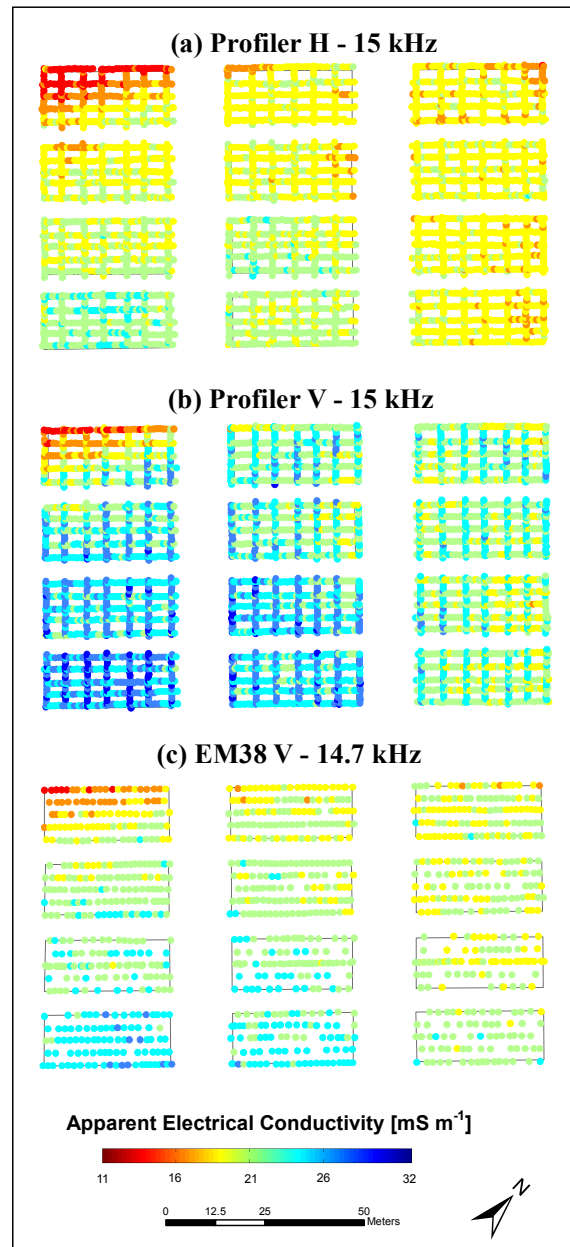 (a) Profiler H - 15 kHz
(b) Profiler V - 15 kHz
(c) EM38 V - 14.7 kHz
Apparent Electrical Conductivity [mS m⁻¹]
11 16 21 26 32
0 12.5 25 50
Meters
N